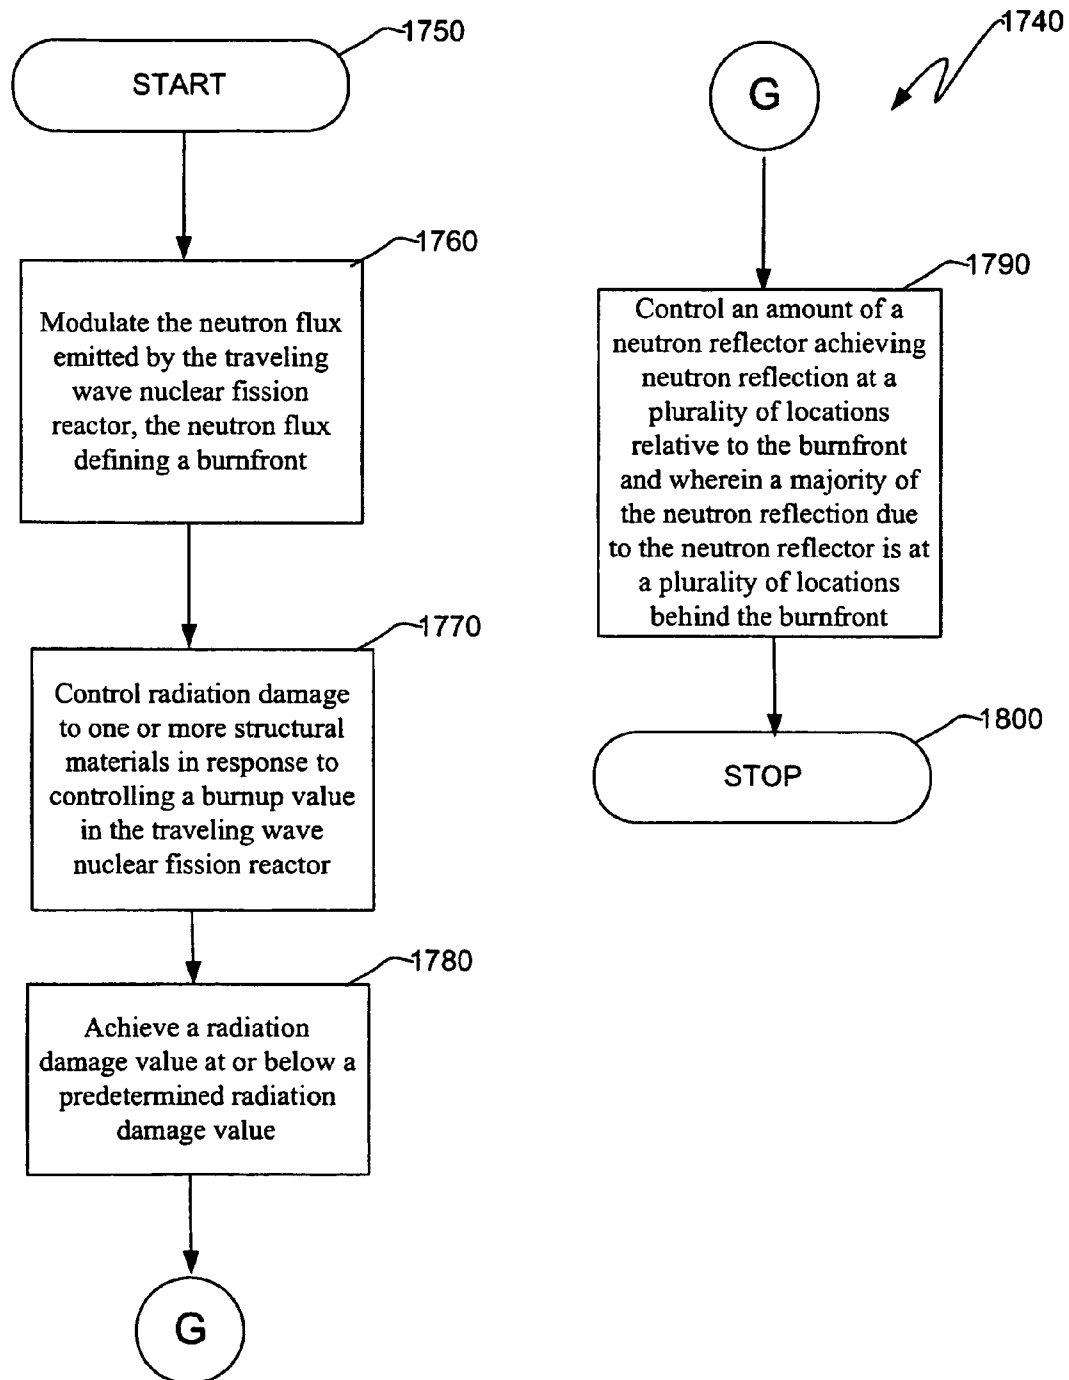 1750
START
1760
Modulate the neutron flux
emitted by the traveling
wave nuclear fission
reactor, the neutron flux
defining a burnfront
1770
Control radiation damage
to one or more structural
materials in response to
controlling a burnup value
in the traveling wave
nuclear fission reactor
1780
Achieve a radiation
damage value at or below a
predetermined radiation
damage value
G
1740
G
1790
Control an amount of a
neutron reflector achieving
neutron reflection at a
plurality of locations
relative to the burnfront
and wherein a majority of
the neutron reflection due
to the neutron reflector is at
a plurality of locations
behind the burnfront
1800
STOP